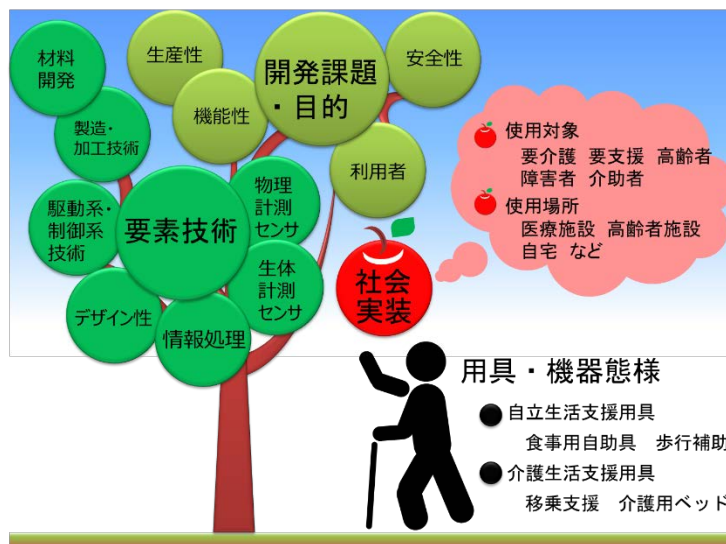 材料
開発
製造・
加工技術
駆動系・
制御系
技術
要素技術
デザイン性
情報処理
物理
計測
センサ
生体
計測
センサ
生産性
機能性
開発課題
・目的
安全性
利用者
社会
実装
使用対象
要介護 要支援 高齢者
障害者 介助者
使用場所
医療施設 高齢者施設
自宅 など
用具・機器態様
自立生活支援用具
食事用自助具 歩行補助
介護生活支援用具
移乗支援 介護用ベッド